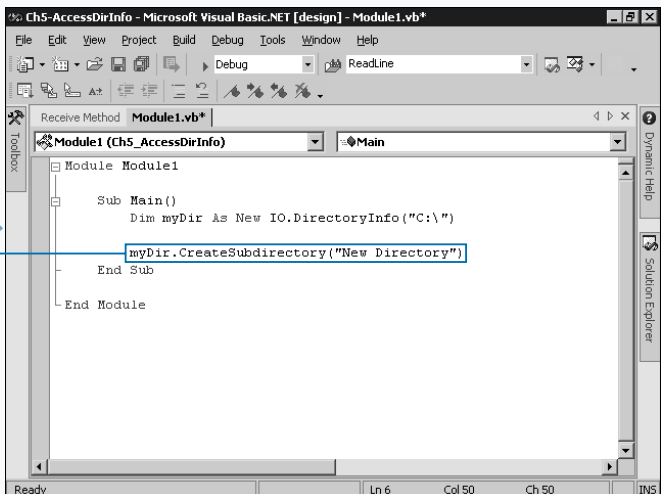 Ch5-AccessDirInfo - Microsoft Visual Basic.NET [design] - Module1.vb*
File Edit View Project Build Debug Tools Window Help
Debug ReadLine
Receive Method Module1.vb*
Toolbox
Module1 (Ch5_AccessDirInfo) Main
Module Module1
Sub Main()
Dim myDir As New IO.DirectoryInfo("C:\")
myDir.CreateSubdirectory("New Directory")
End Sub
End Module
Dynamic Help
Solution Explorer
Ready Ln 6 Col 50 Ch 50 INS